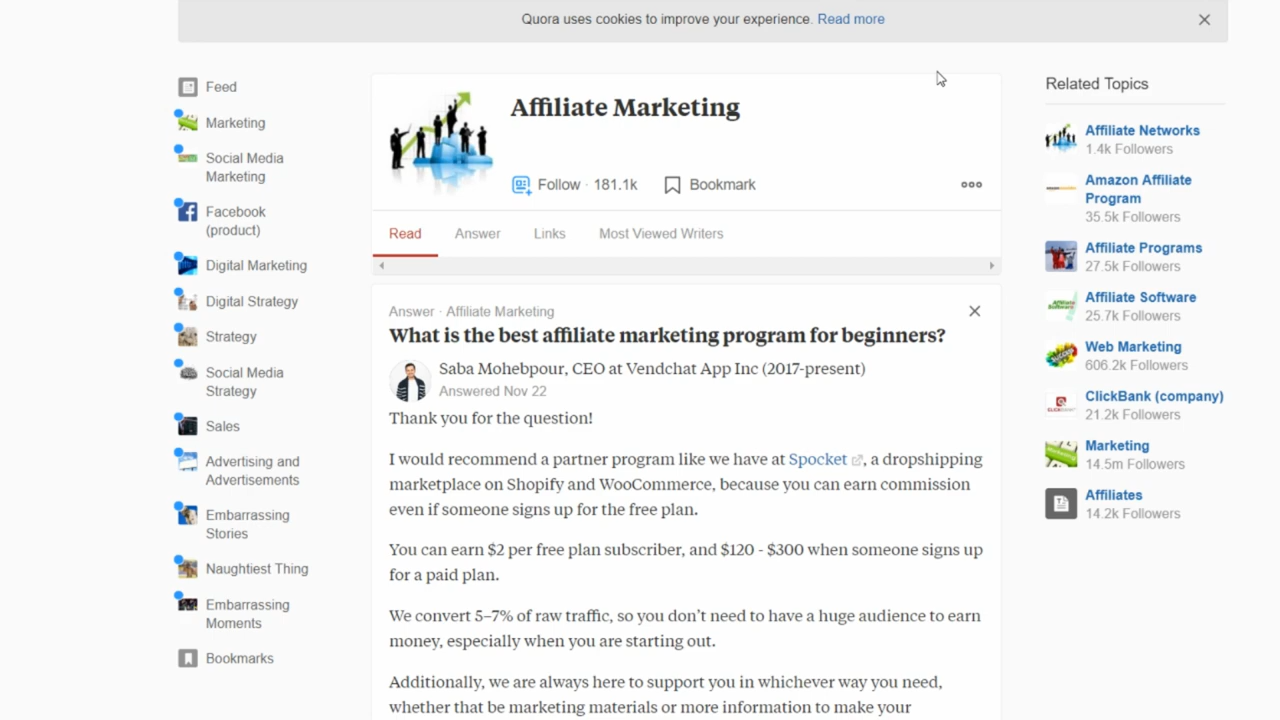 Quora uses cookies to improve your experience. Read more
Feed
Marketing
Social Media
Marketing
Facebook
(product)
Digital Marketing
Digital Strategy
Strategy
Social Media
Strategy
Sales
Advertising and
Advertisements
Embarrassing
Stories
Naughtiest Thing
Embarrassing
Moments
Bookmarks
Affiliate Marketing
Follow · 181.1k
Bookmark
Read
Answer
Links
Most Viewed Writers
Answer · Affiliate Marketing
What is the best affiliate marketing program for beginners?
Saba Mohebpour, CEO at Vendchat App Inc (2017-present)
Answered Nov 22
Thank you for the question!
I would recommend a partner program like we have at Spocket, a dropshipping
marketplace on Shopify and WooCommerce, because you can earn commission
even if someone signs up for the free plan.
You can earn $2 per free plan subscriber, and $120 - $300 when someone signs up
for a paid plan.
We convert 5–7% of raw traffic, so you don’t need to have a huge audience to earn
money, especially when you are starting out.
Additionally, we are always here to support you in whichever way you need,
whether that be marketing materials or more information to make your
Related Topics
Affiliate Networks
1.4k Followers
Amazon Affiliate
Program
35.5k Followers
Affiliate Programs
27.5k Followers
Affiliate Software
25.7k Followers
Web Marketing
606.2k Followers
ClickBank (company)
21.2k Followers
Marketing
14.5m Followers
Affiliates
14.2k Followers